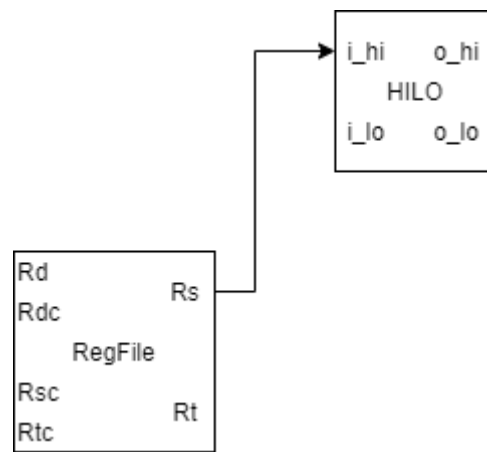 i_hi o_hi
HILO
i_lo o_lo
Rd
Rs
Rdc
RegFile
Rsc
Rt
Rtc